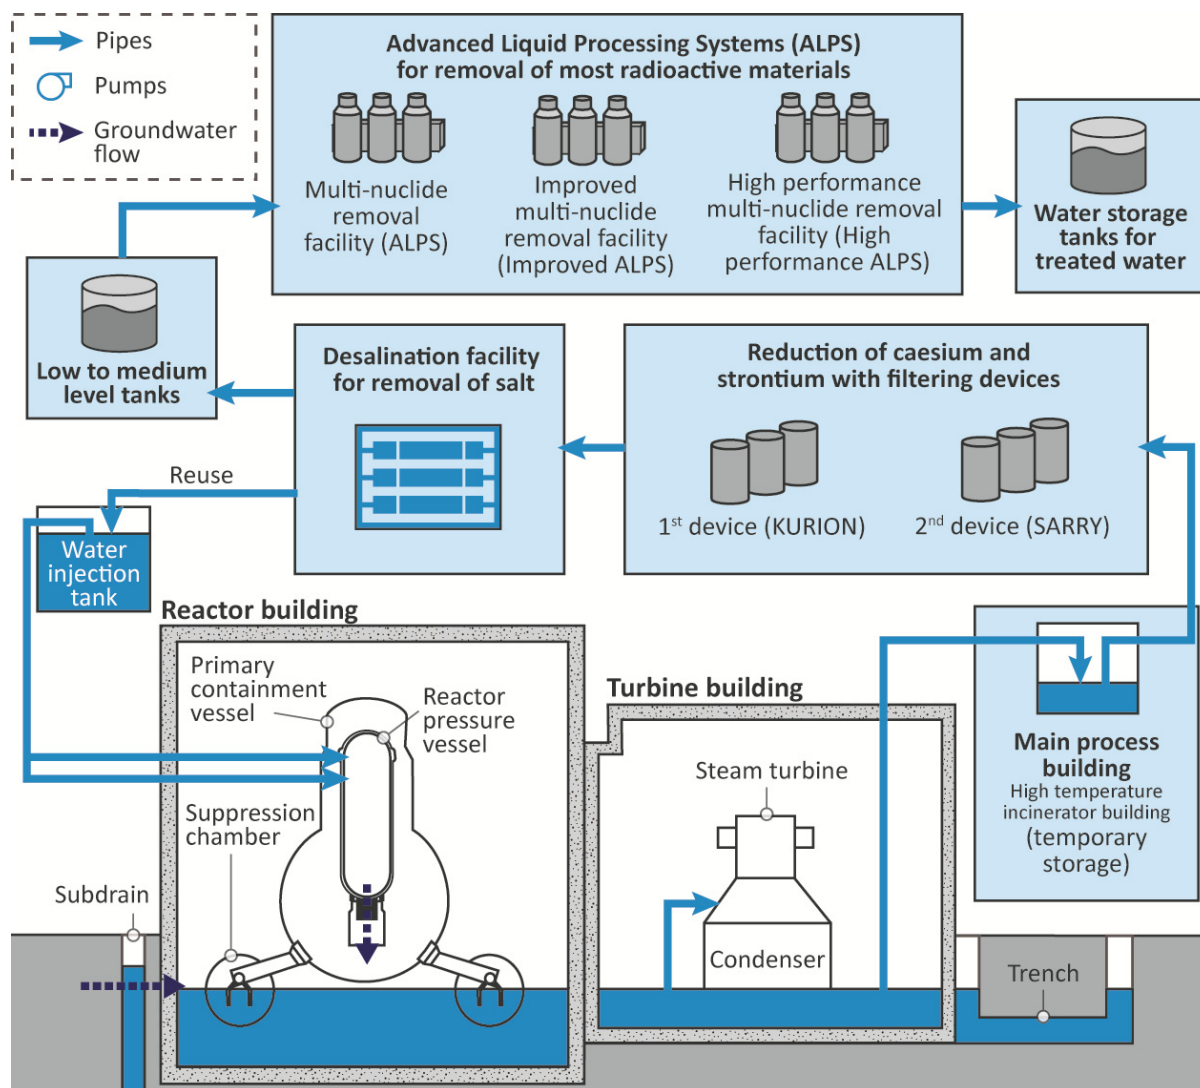 Pipes
Pumps
Groundwater
flow
Advanced Liquid Processing Systems (ALPS)
for removal of most radioactive materials
Multi-nuclide
removal
facility (ALPS)
Improved
multi-nuclide
removal facility
(Improved ALPS)
High performance
multi-nuclide removal
facility (High
performance ALPS)
Water storage
tanks for
treated water
Low to medium
level tanks
Desalination facility
for removal of salt
Reduction of caesium and
strontium with filtering devices
1st device (KURION)
2nd device (SARRY)
Reuse
Water
injection
tank
Reactor building
Primary
containment
vessel
Reactor
pressure
vessel
Suppression
chamber
Subdrain
Turbine building
Steam turbine
Condenser
Main process
building
High temperature
incinerator building
(temporary
storage)
Trench